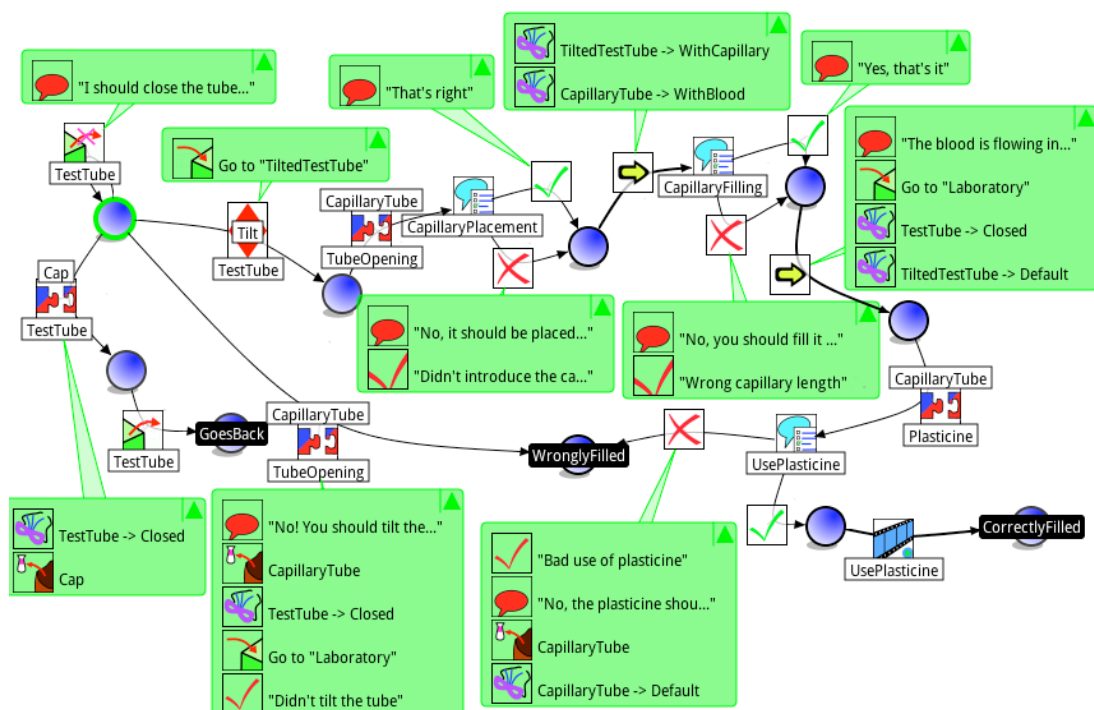 "I should close the tube..."
TestTube
Go to "TiltedTestTube"
Tilt
TestTube
"That's right"
CapillaryTube
TubeOpening
CapillaryPlacement
"No, it should be placed..."
"Didn't introduce the ca..."
TiltedTestTube -> WithCapillary
CapillaryTube -> WithBlood
CapillaryFilling
"Yes, that's it"
"No, you should fill it ..."
"Wrong capillary length"
"The blood is flowing in..."
Go to "Laboratory"
TestTube -> Closed
TiltedTestTube -> Default
Cap
TestTube
TestTube
GoesBack
CapillaryTube
TubeOpening
WronglyFilled
CapillaryTube
Plasticine
UsePlasticine
UsePlasticine
CorrectlyFilled
TestTube -> Closed
Cap
"No! You should tilt the..."
CapillaryTube
TestTube -> Closed
Go to "Laboratory"
"Didn't tilt the tube"
"Bad use of plasticine"
"No, the plasticine shou..."
CapillaryTube
CapillaryTube -> Default